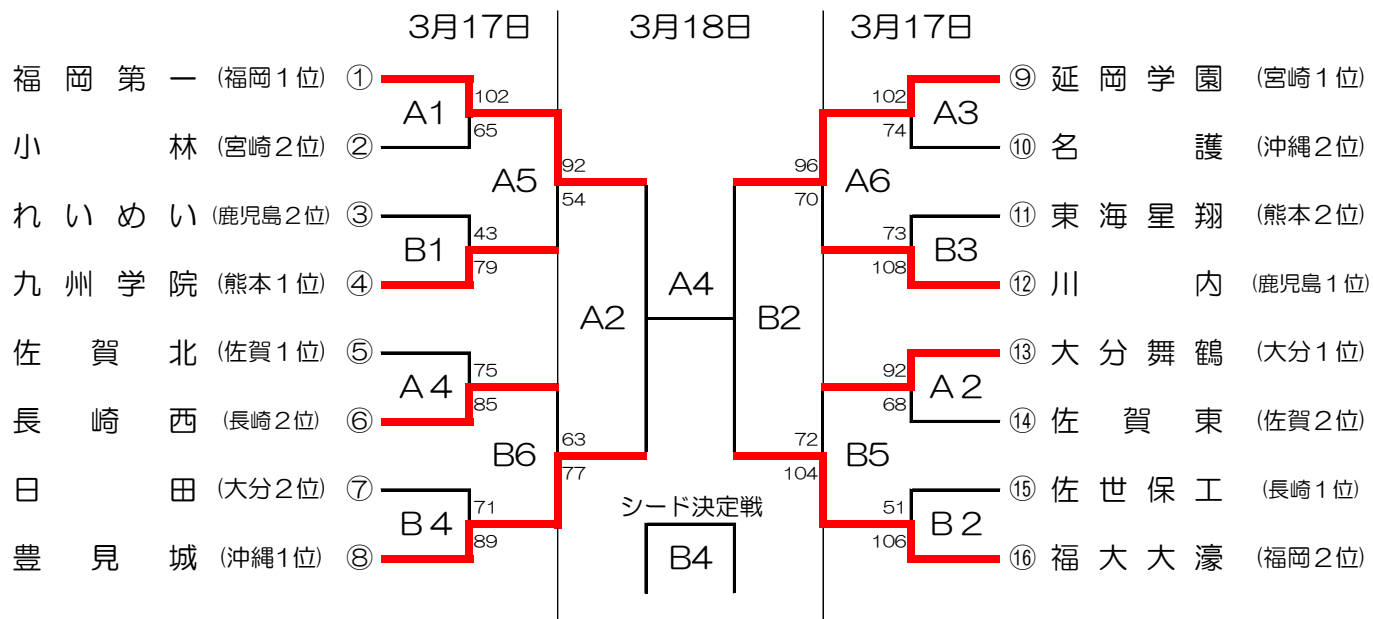 3月17日 3月18日 3月17日
福岡第一 (福岡1位) ① 102 102 ⑨ 延岡学園 (宮崎1位)
A1 A3
小林 (宮崎2位) ② 65 74 ⑩ 名護 (沖縄2位)
A5 92 96 A6
54 70
れいめい (鹿児島2位) ③ 43 73 ⑪ 東海星翔 (熊本2位)
B1 B3
九州学院 (熊本1位) ④ 79 108 ⑫ 川内 (鹿児島1位)
A2 A4 B2
佐賀北 (佐賀1位) ⑤ 75 92 ⑬ 大分舞鶴 (大分1位)
A4 A2
長崎西 (長崎2位) ⑥ 85 68 ⑭ 佐賀東 (佐賀2位)
B6 63 72 B5
77 104
日田 (大分2位) ⑦ 71 51 ⑮ 佐世保工 (長崎1位)
B4 シード決定戦 B2
豊見城 (沖縄1位) ⑧ 89 B4 106 ⑯ 福大大濠 (福岡2位)